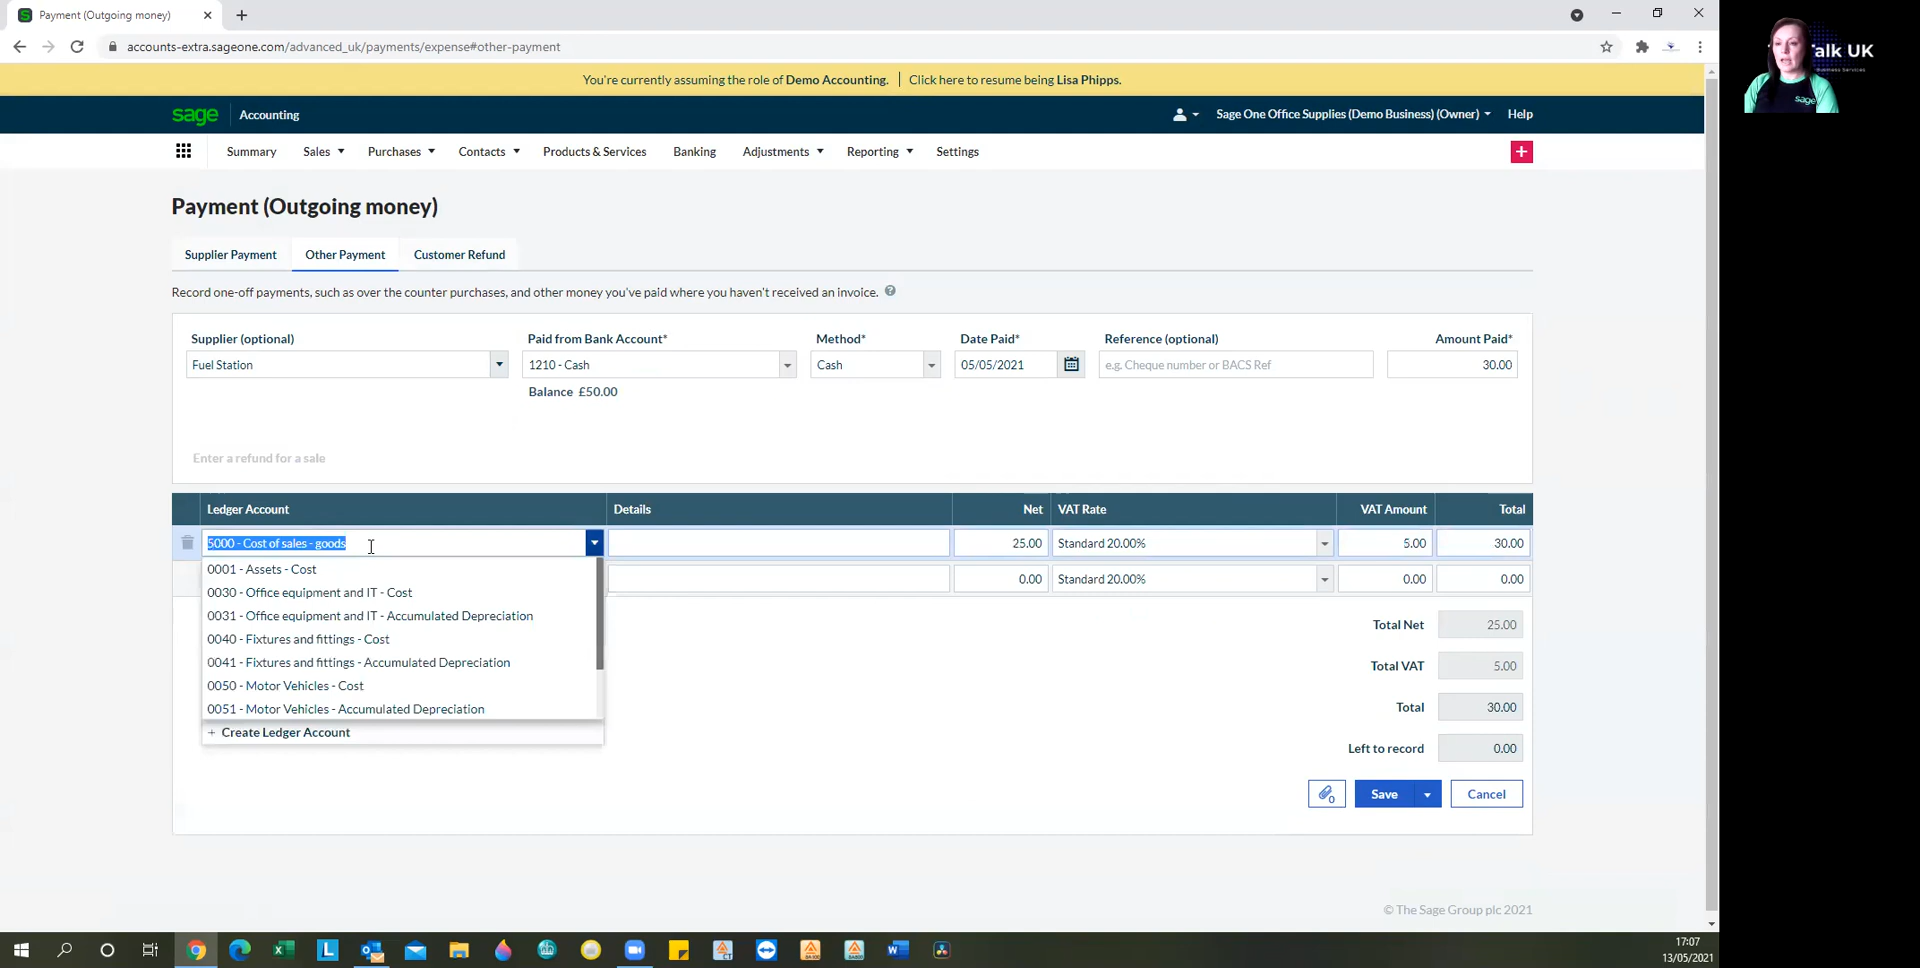 Payment (Outgoing money)
accounts-extra.sageone.com/advanced_uk/payments/expense#other-payment
You're currently assuming the role of Demo Accounting. | Click here to resume being Lisa Phipps.
sage Accounting
Sage One Office Supplies (Demo Business) (Owner) Help
Summary Sales Purchases Contacts Products & Services Banking Adjustments Reporting Settings
Payment (Outgoing money)
Supplier Payment Other Payment Customer Refund
Record one-off payments, such as over the counter purchases, and other money you've paid where you haven't received an invoice.
Supplier (optional) Paid from Bank Account* Method* Date Paid* Reference (optional) Amount Paid*
Fuel Station 1210 - Cash Cash 05/05/2021 e.g. Cheque number or BACS Ref 30.00
Balance £50.00
Enter a refund for a sale
Ledger Account Details Net VAT Rate VAT Amount Total
5000 - Cost of sales - goods 25.00 Standard 20.00% 5.00 30.00
0.00 Standard 20.00% 0.00 0.00
0001 - Assets - Cost
0030 - Office equipment and IT - Cost
0031 - Office equipment and IT - Accumulated Depreciation
0040 - Fixtures and fittings - Cost
0041 - Fixtures and fittings - Accumulated Depreciation
0050 - Motor Vehicles - Cost
0051 - Motor Vehicles - Accumulated Depreciation
+ Create Ledger Account
Total Net 25.00
Total VAT 5.00
Total 30.00
Left to record 0.00
0 Save Cancel
© The Sage Group plc 2021
alk UK
sage
17:07
13/05/2021